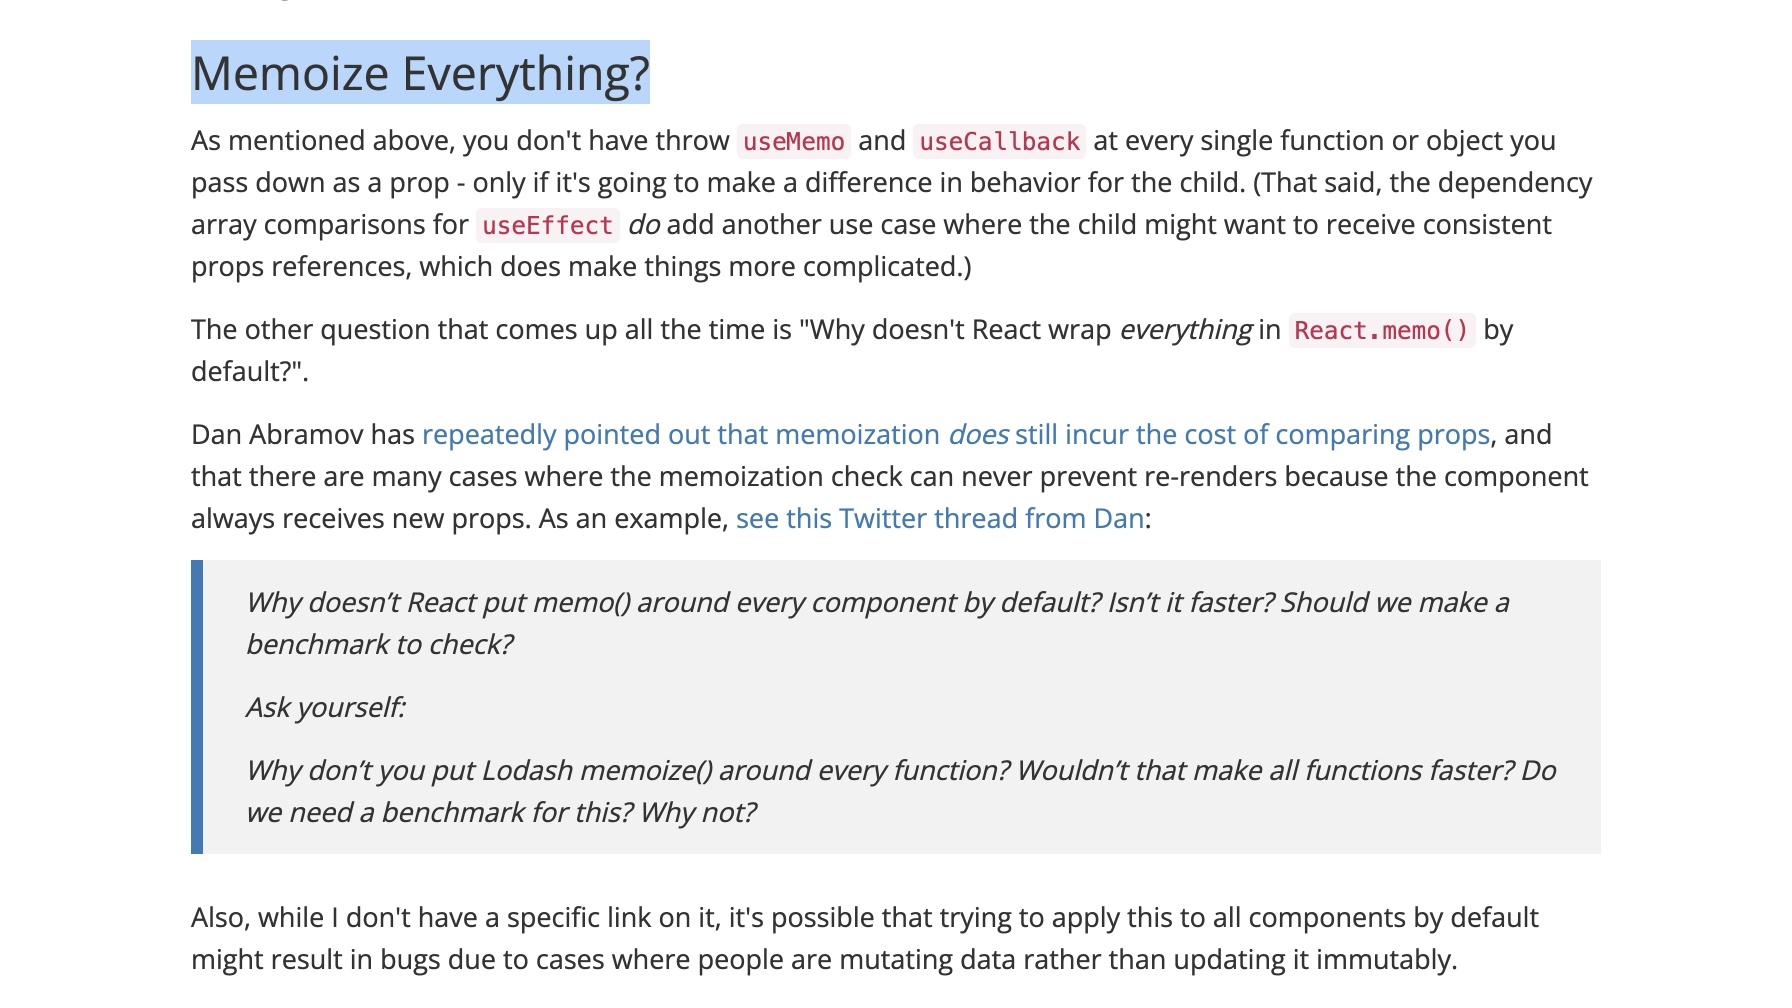 Memoize Everything?
As mentioned above, you don't have throw useMemo and useCallback at every single function or object you
pass down as a prop - only if it's going to make a difference in behavior for the child. (That said, the dependency
array comparisons for useEffect do add another use case where the child might want to receive consistent
props references, which does make things more complicated.)
The other question that comes up all the time is "Why doesn't React wrap everything in React.memo() by
default?".
Dan Abramov has repeatedly pointed out that memoization does still incur the cost of comparing props, and
that there are many cases where the memoization check can never prevent re-renders because the component
always receives new props. As an example, see this Twitter thread from Dan:
Why doesn’t React put memo() around every component by default? Isn’t it faster? Should we make a
benchmark to check?
Ask yourself:
Why don’t you put Lodash memoize() around every function? Wouldn’t that make all functions faster? Do
we need a benchmark for this? Why not?
Also, while I don't have a specific link on it, it's possible that trying to apply this to all components by default
might result in bugs due to cases where people are mutating data rather than updating it immutably.